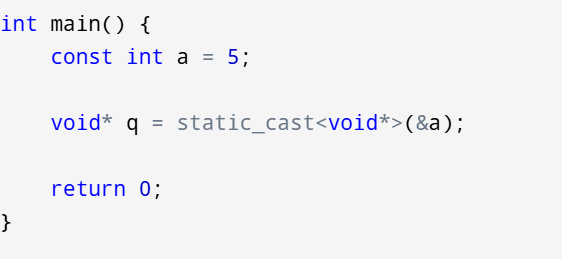 int main() {
    const int a = 5;
    void* q = static_cast<void*>(&a);
    return 0;
}